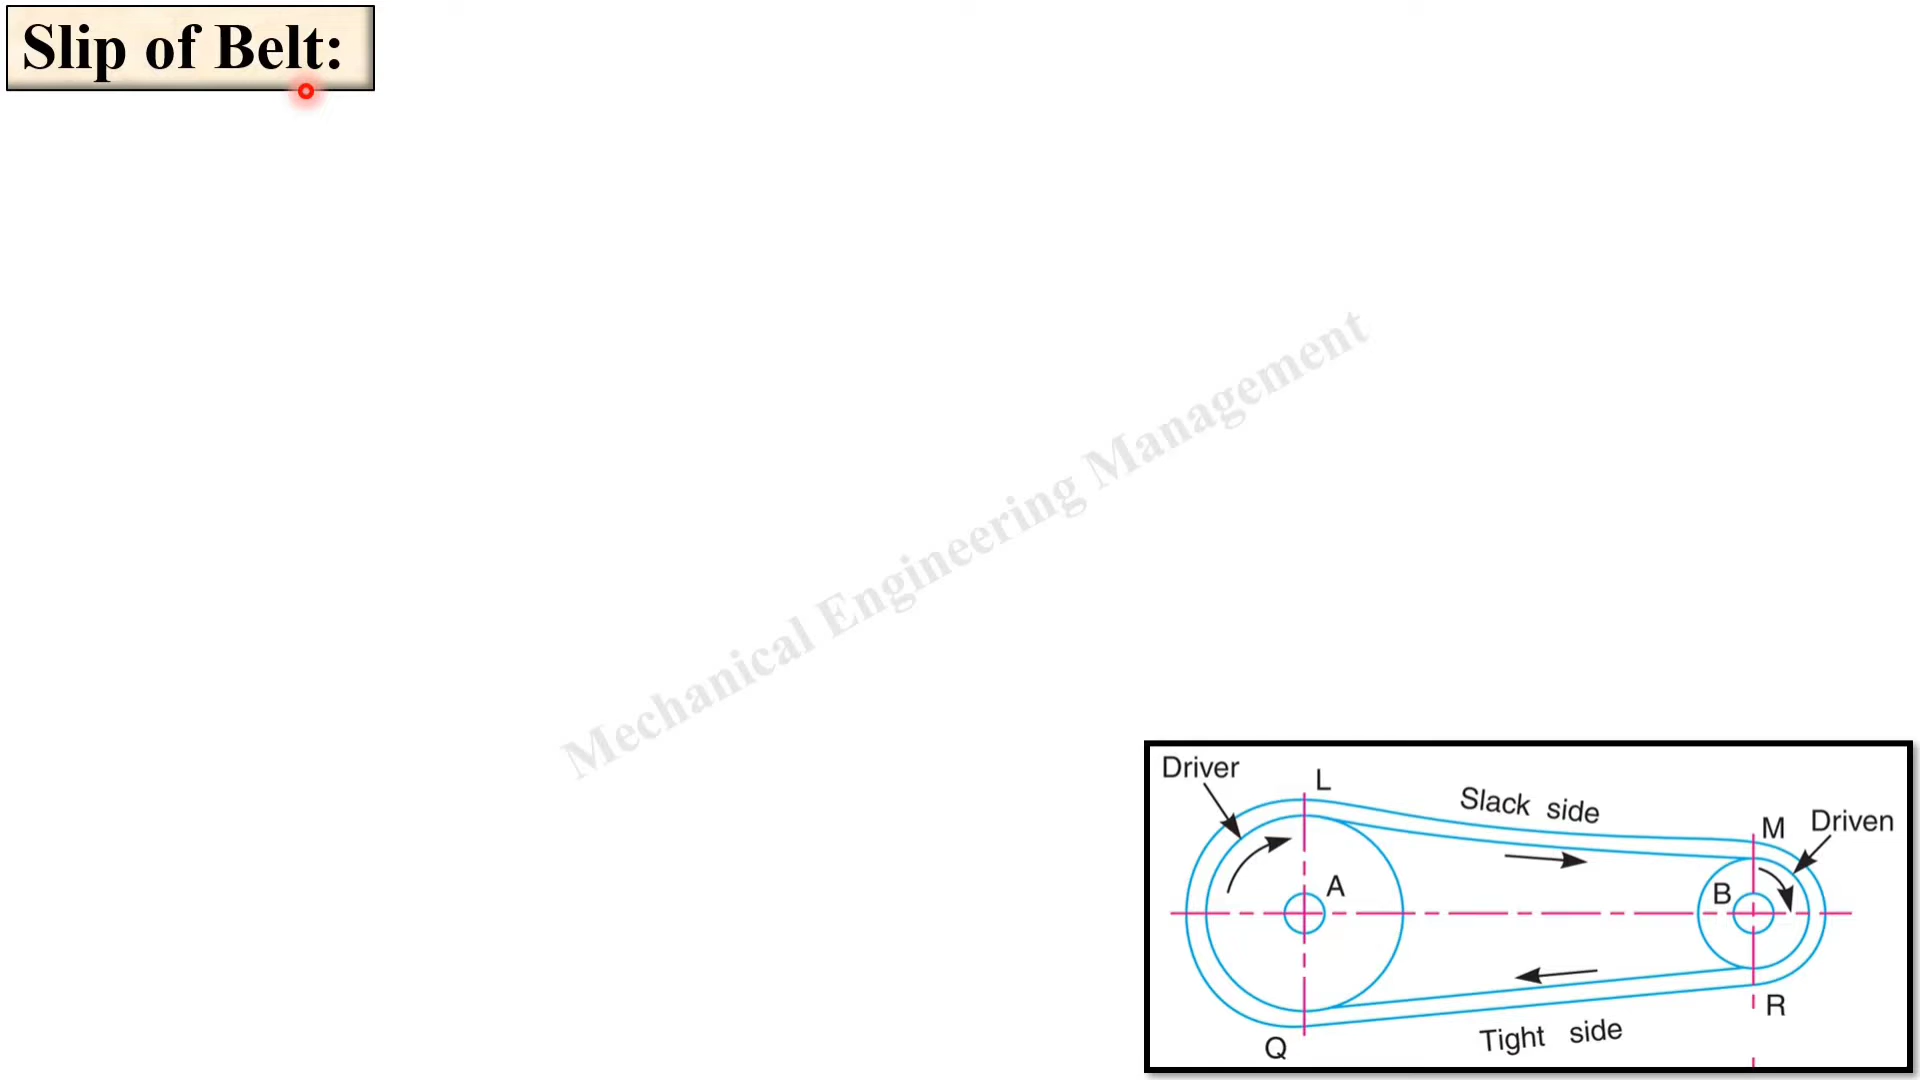 Slip of Belt:
Mechanical Engineering Management
Driver
L
Slack side
M
Driven
A
B
R
Tight side
Q